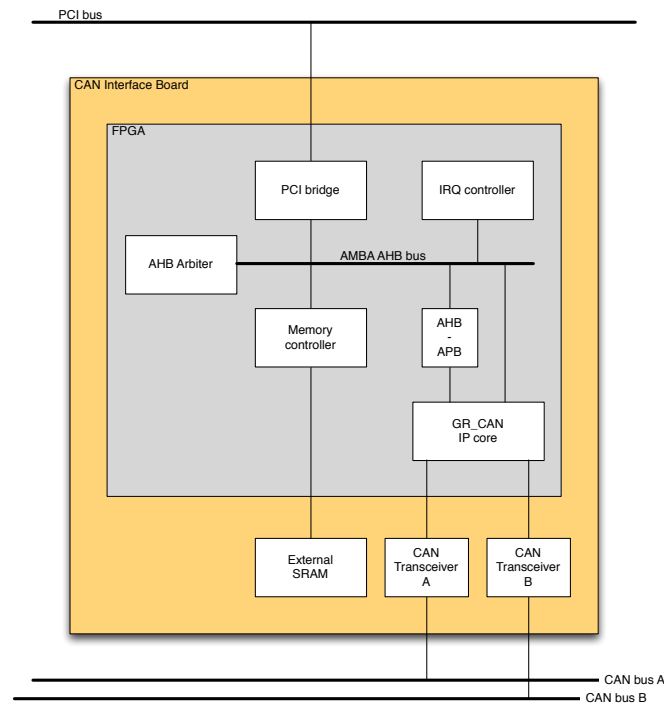 PCI bus
CAN Interface Board
FPGA
PCI bridge
IRQ controller
AHB Arbiter
AMBA AHB bus
Memory
controller
AHB
-
APB
GR_CAN
IP core
External
SRAM
CAN
Transceiver
A
CAN
Transceiver
B
CAN bus A
CAN bus B